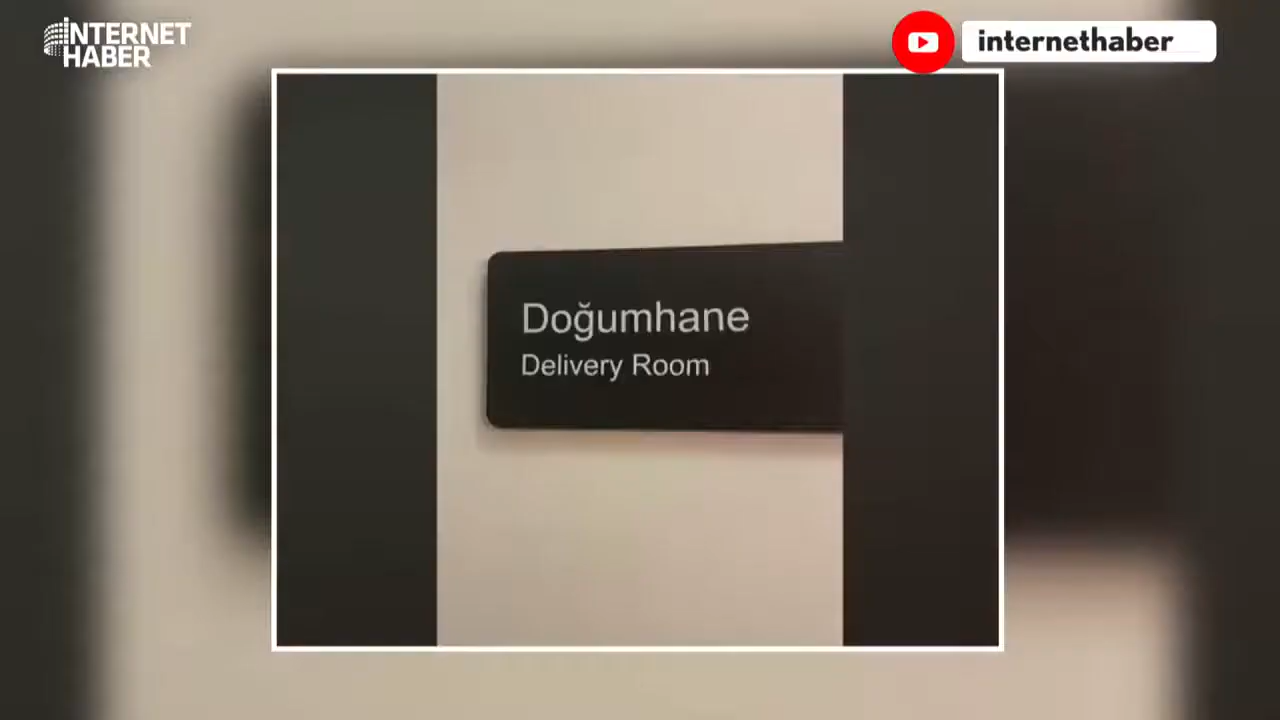 İNTERNET
HABER
internethaber
Doğumhane
Delivery Room